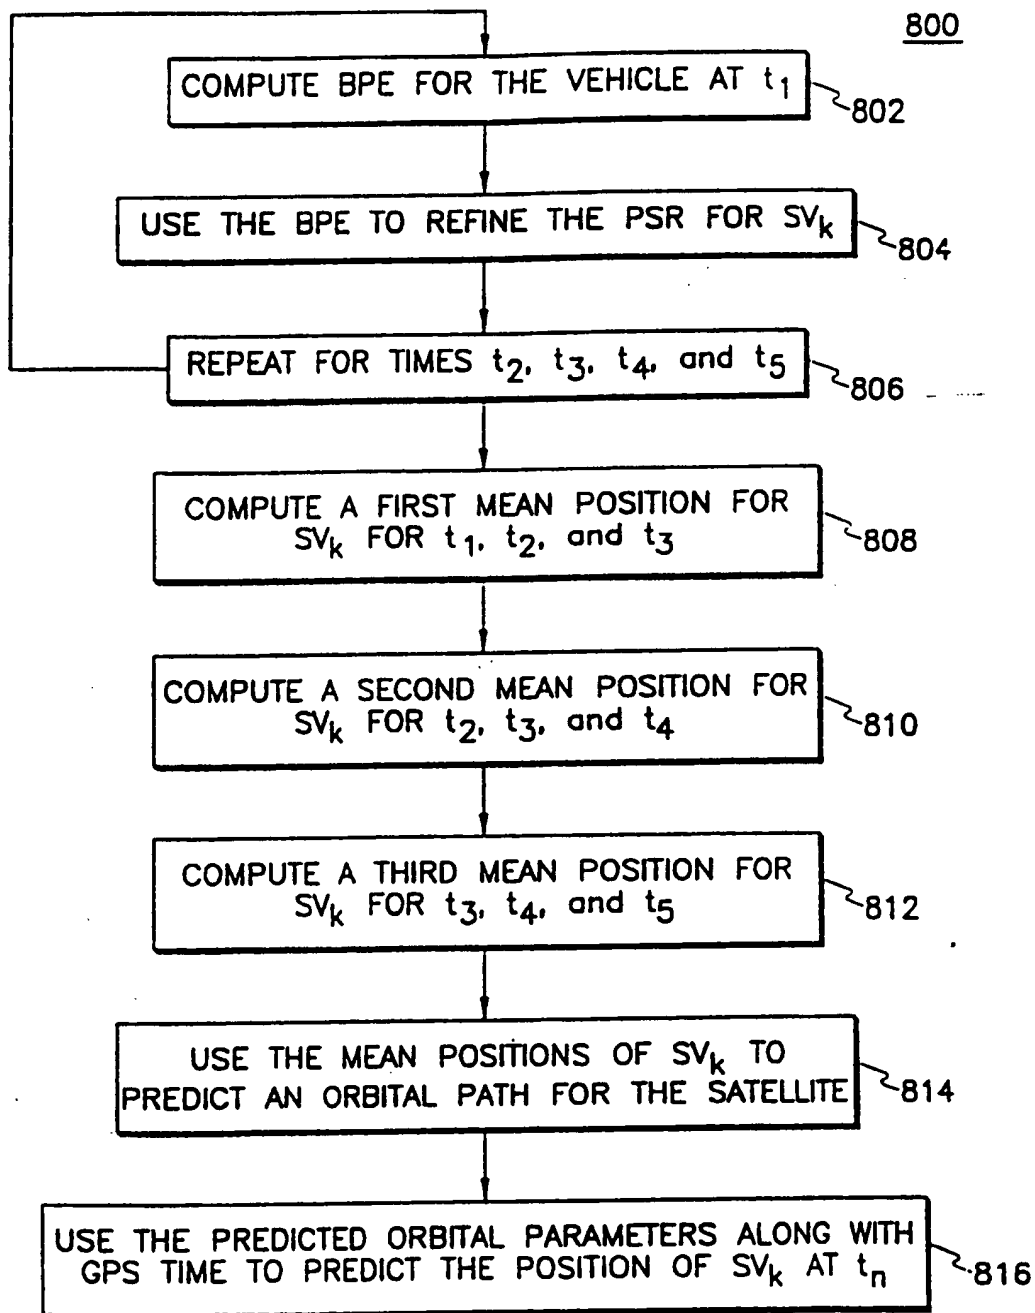 800
COMPUTE BPE FOR THE VEHICLE AT t₁
802
USE THE BPE TO REFINE THE PSR FOR SVₖ
804
REPEAT FOR TIMES t₂, t₃, t₄, and t₅
806
COMPUTE A FIRST MEAN POSITION FOR
SVₖ FOR t₁, t₂, and t₃
808
COMPUTE A SECOND MEAN POSITION FOR
SVₖ FOR t₂, t₃, and t₄
810
COMPUTE A THIRD MEAN POSITION FOR
SVₖ FOR t₃, t₄, and t₅
812
USE THE MEAN POSITIONS OF SVₖ TO
PREDICT AN ORBITAL PATH FOR THE SATELLITE
814
USE THE PREDICTED ORBITAL PARAMETERS ALONG WITH
GPS TIME TO PREDICT THE POSITION OF SVₖ AT tₙ
816